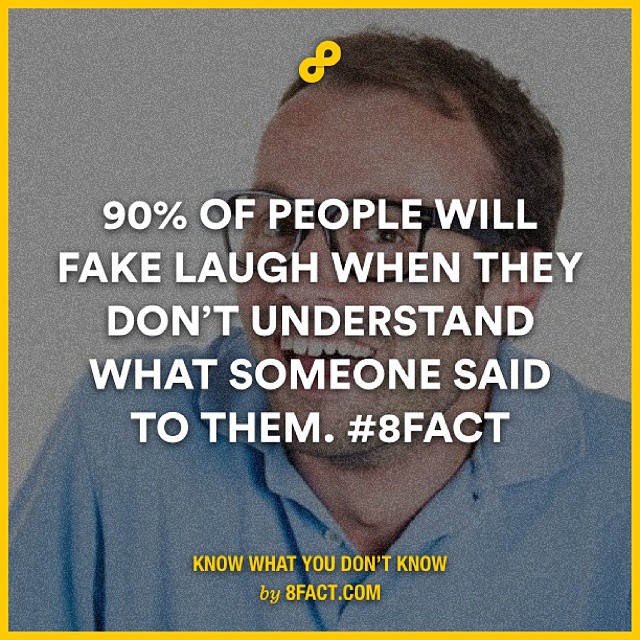 90% OF PEOPLE WILL
FAKE LAUGH WHEN THEY
DON'T UNDERSTAND
WHAT SOMEONE SAID
TO THEM. #8FACT
KNOW WHAT YOU DON'T KNOW
by 8FACT.COM